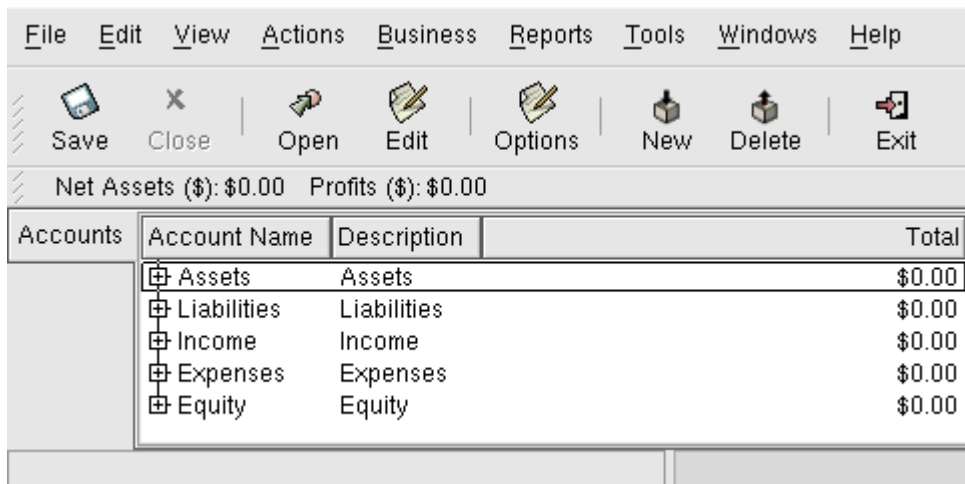 File Edit View Actions Business Reports Tools Windows Help
Save Close Open Edit Options New Delete Exit
Net Assets ($): $0.00 Profits ($): $0.00
Accounts Account Name Description Total
Assets Assets $0.00
Liabilities Liabilities $0.00
Income Income $0.00
Expenses Expenses $0.00
Equity Equity $0.00